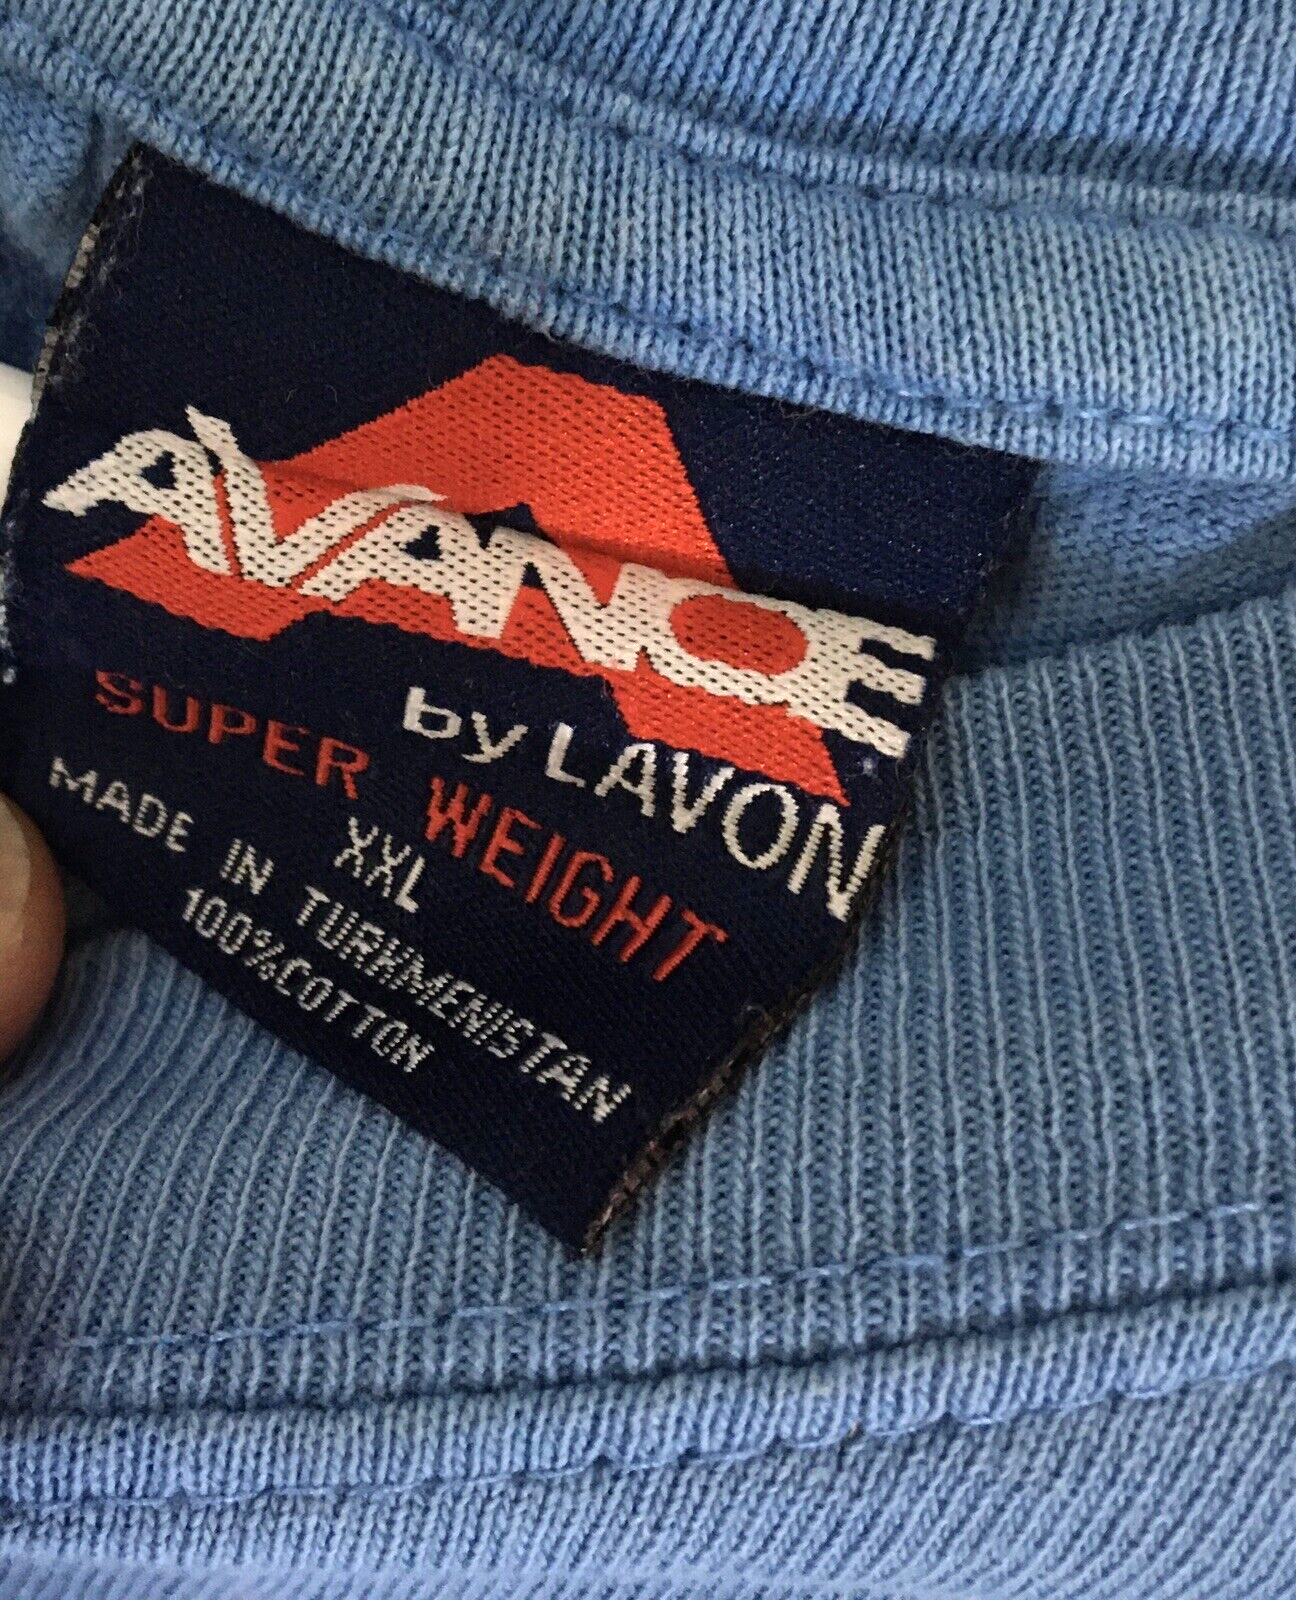 AVANCE
by LAVON
SUPER WEIGHT
XXL
MADE IN TURKMENISTAN
100%COTTON